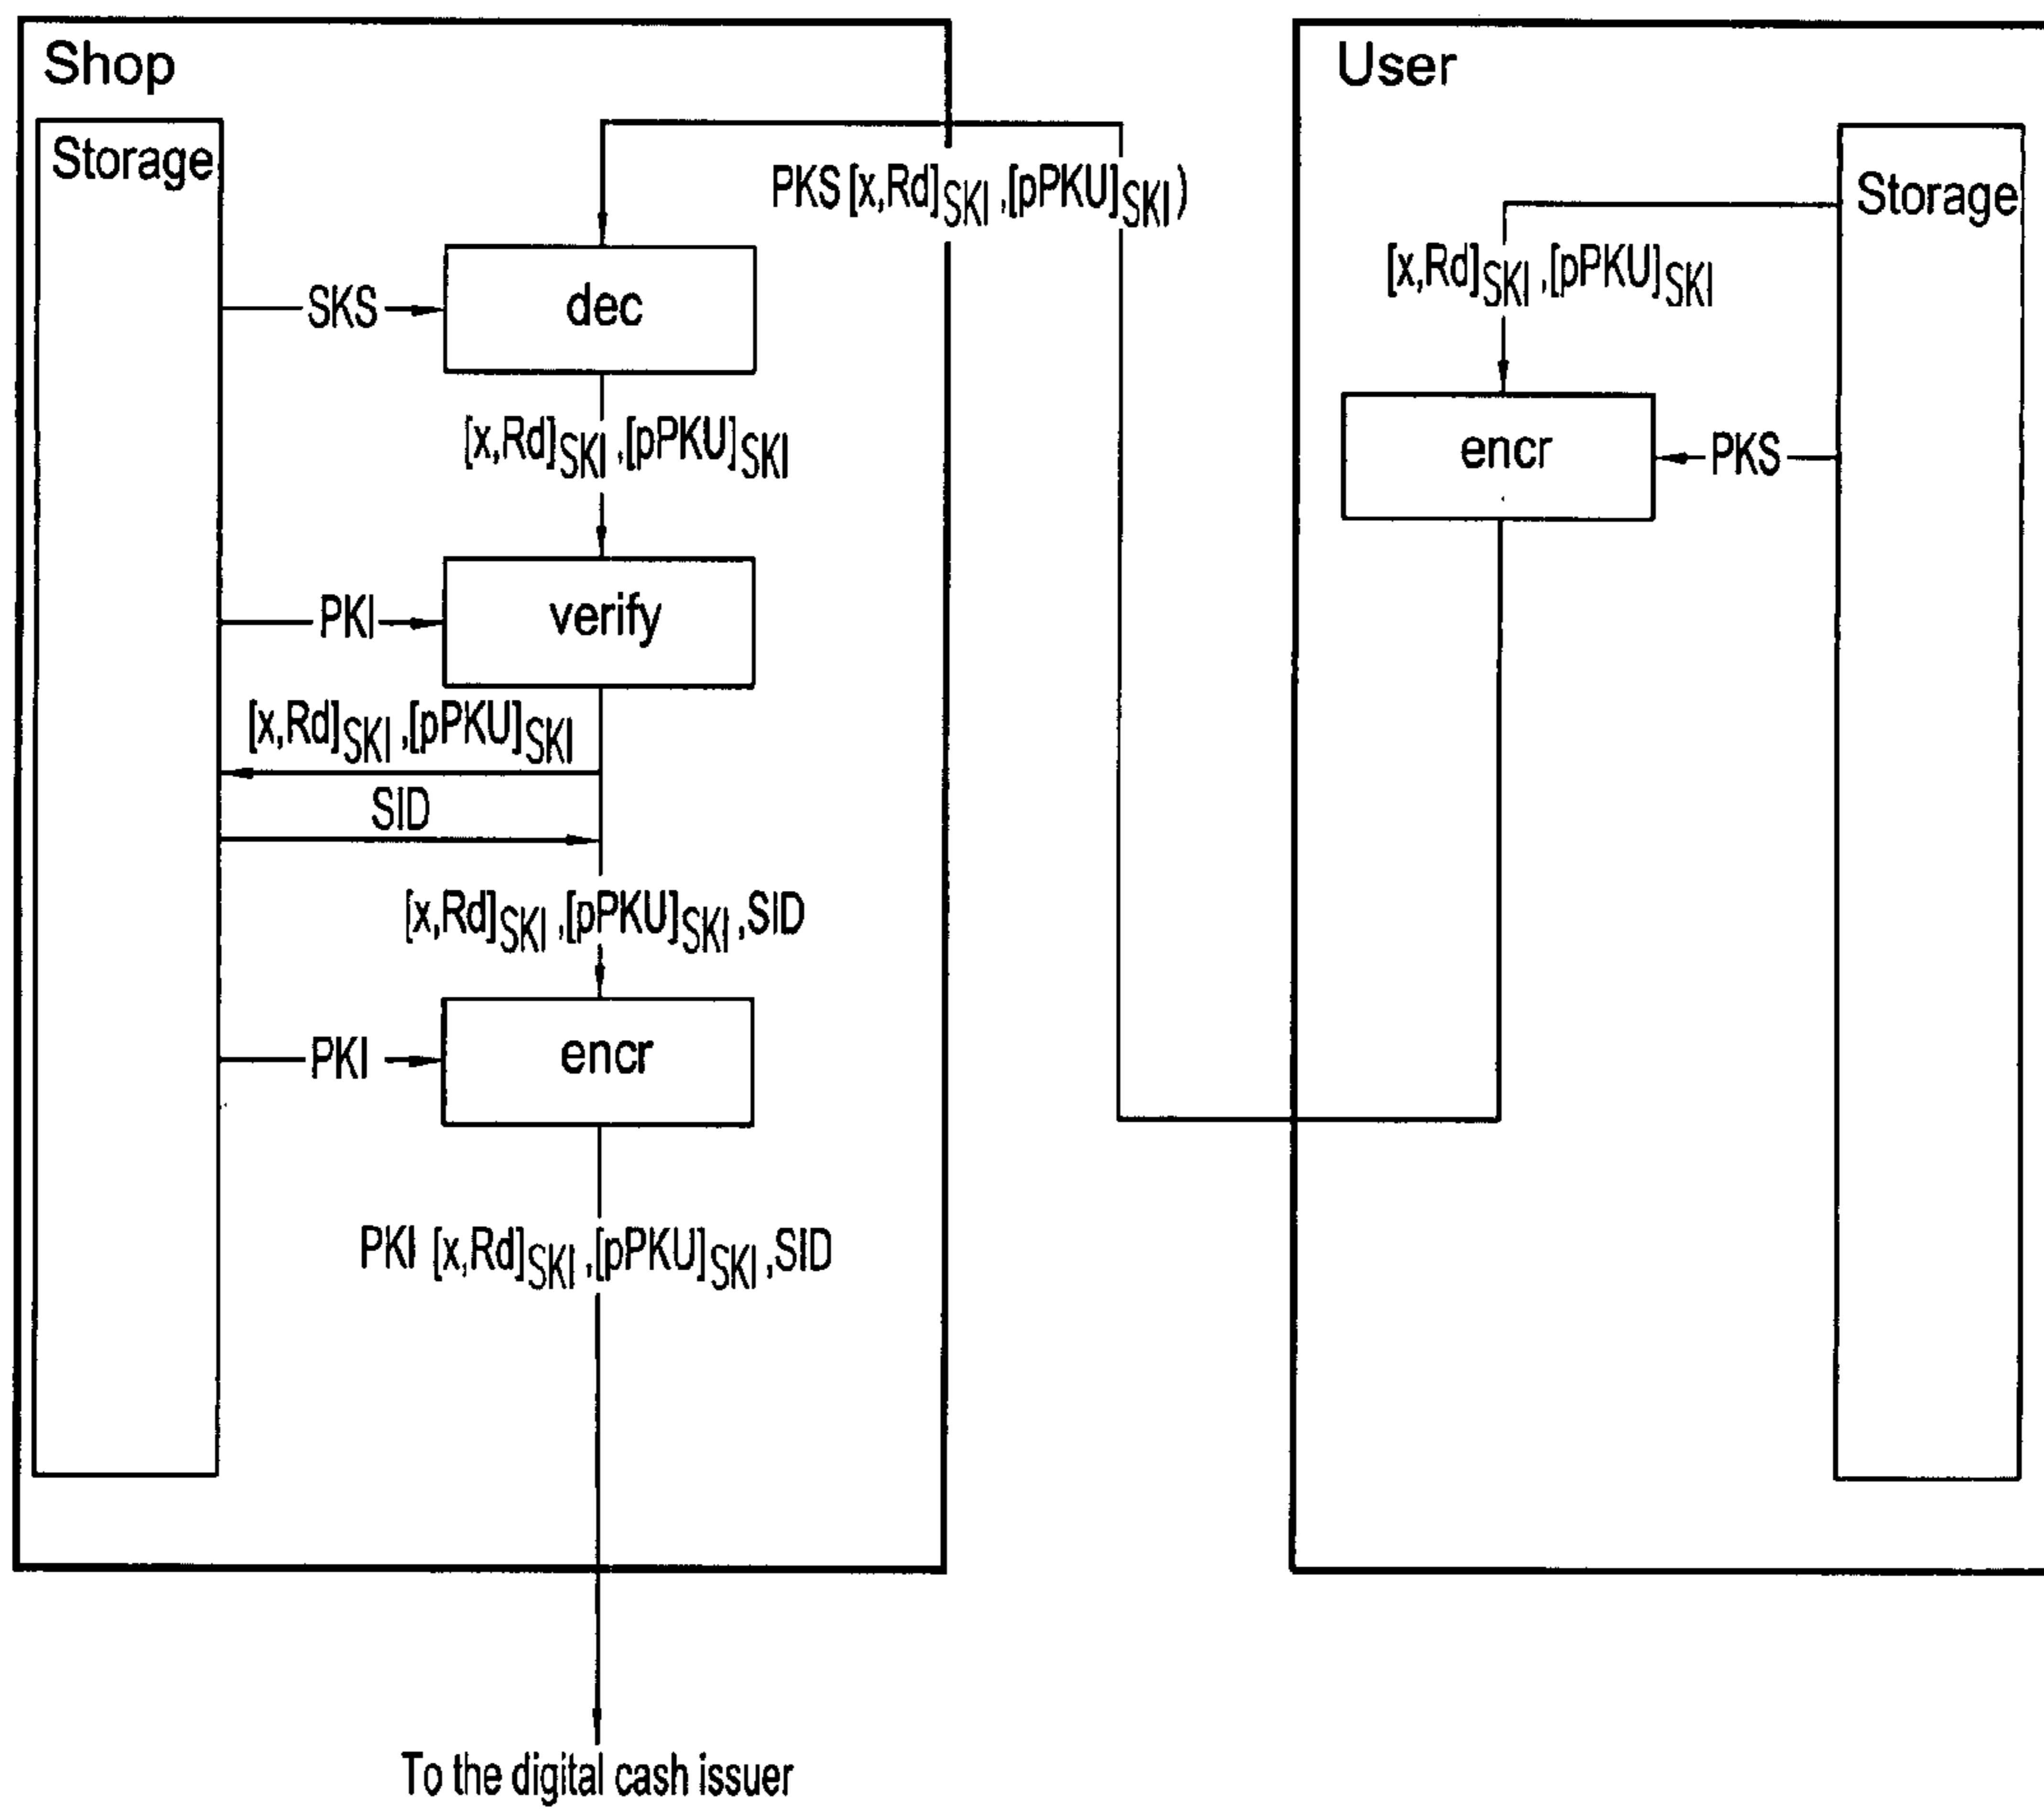 Shop
Storage
PKS [x,Rd]SKI ,[pPKU]SKI )
SKS
dec
[x,Rd]SKI ,[pPKU]SKI
PKI
verify
[x,Rd]SKI ,[pPKU]SKI
SID
[x,Rd]SKI ,[pPKU]SKI ,SID
PKI
encr
PKI [x,Rd]SKI ,[pPKU]SKI ,SID
To the digital cash issuer
User
Storage
[x,Rd]SKI ,[pPKU]SKI
encr
PKS